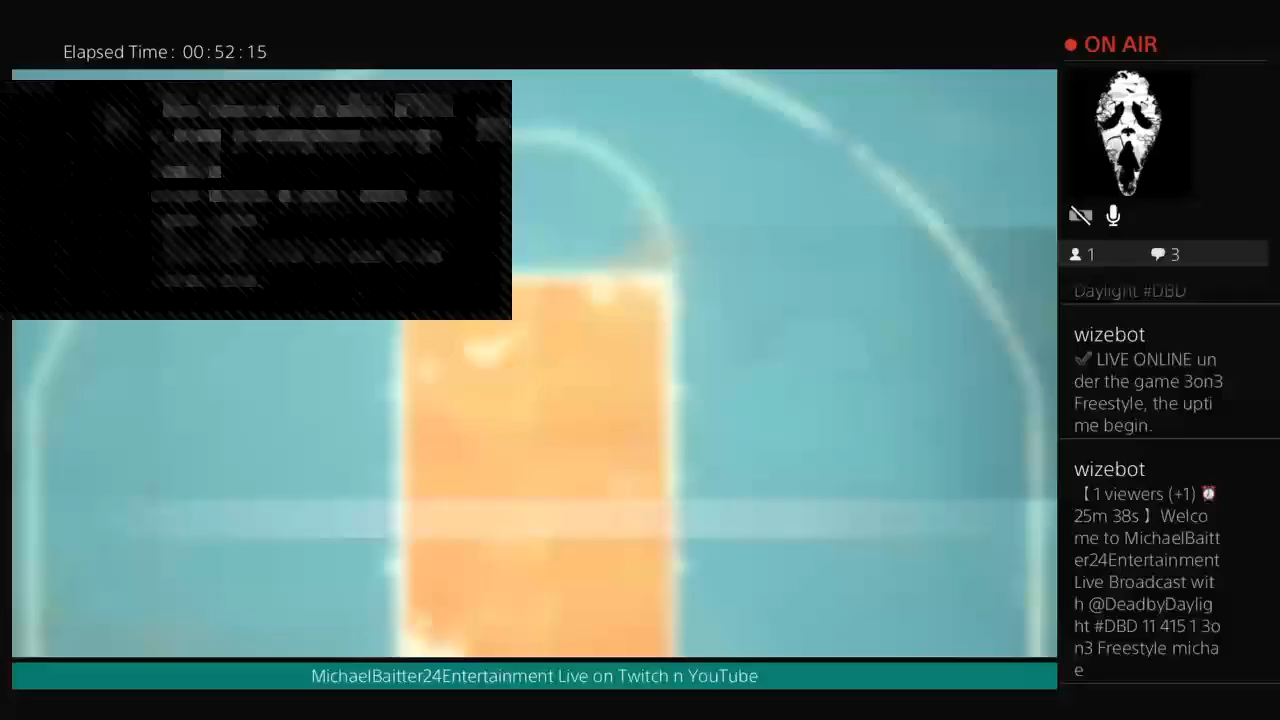 Elapsed Time: 00:52:15
ON AIR
1
3
Daylight #DBD
wizebot
LIVE ONLINE un
der the game 3on3
Freestyle, the upti
me begin.
wizebot
【1 viewers (+1) ⏰
25m 38s 】Welco
me to MichaelBaitt
er24Entertainment
Live Broadcast wit
h @DeadbyDaylig
ht #DBD 11 415 1 3o
n3 Freestyle micha
e
MichaelBaitter24Entertainment Live on Twitch n YouTube